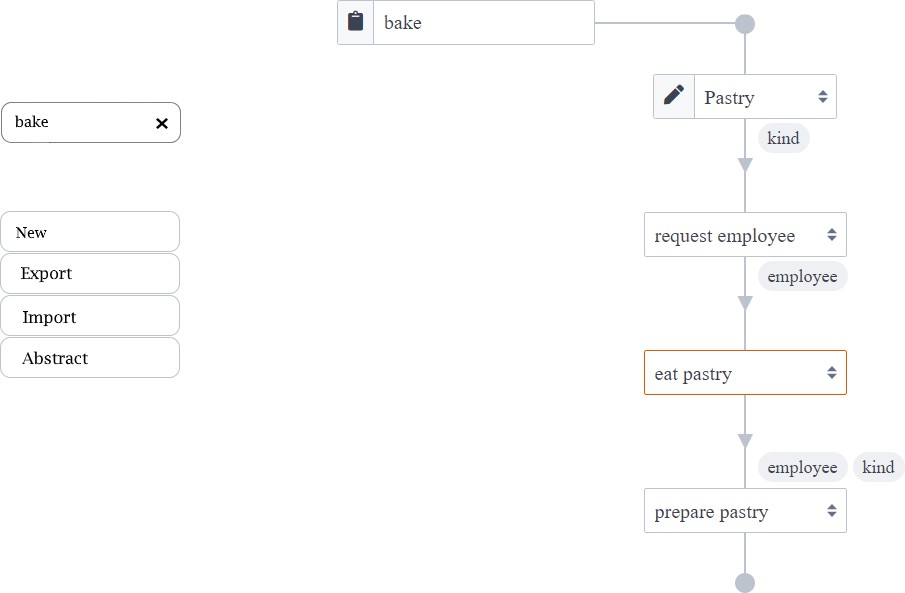 bake
bake
New
Export
Import
Abstract
Pastry
kind
request employee
employee
eat pastry
employee kind
prepare pastry